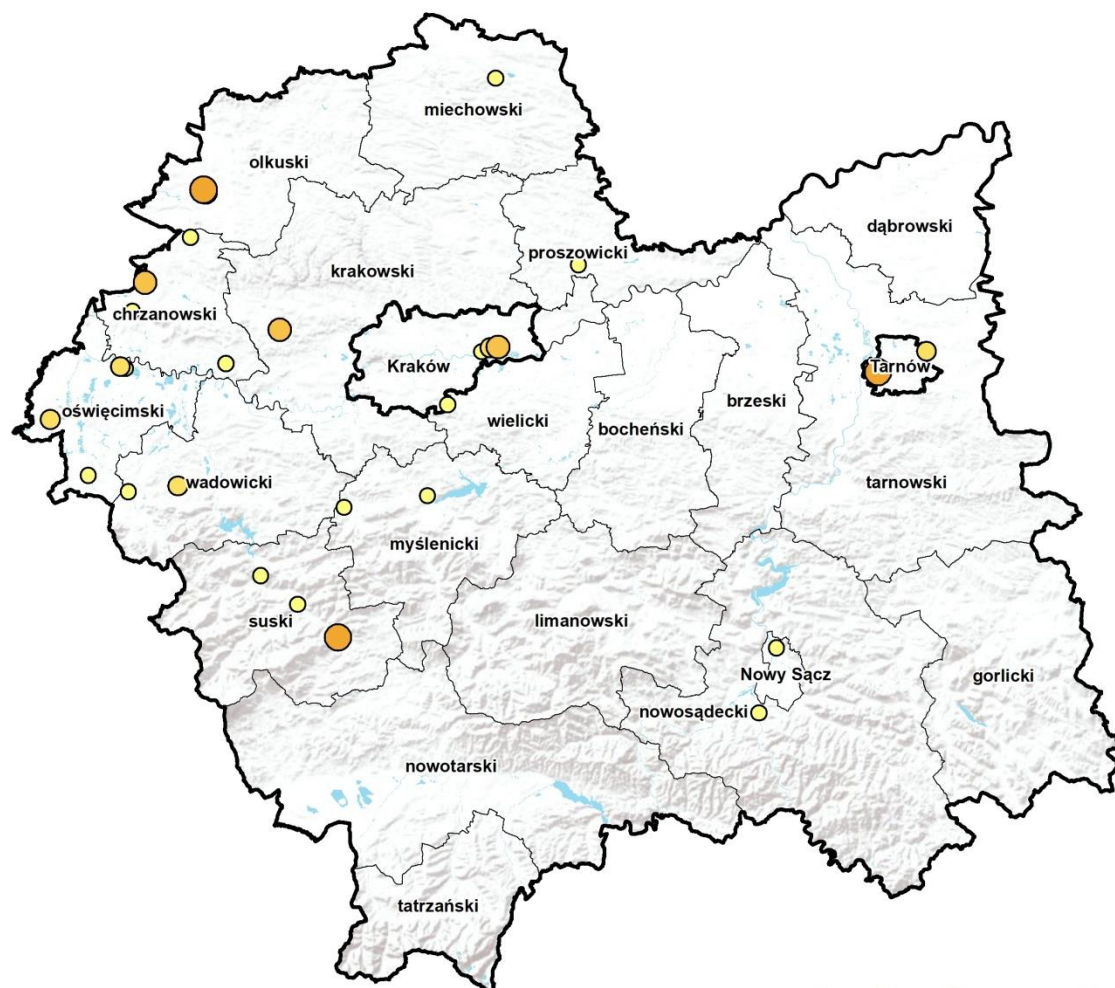 miechowski
olkuski
dąbrowski
proszowicki
krakowski
chrzanowski
Kraków
Tarnów
oświęcimski
brzeski
wielicki
bocheński
wadowicki
tarnowski
myślenicki
suski
limanowski
Nowy Sącz
gorlicki
nowosądecki
nowotarski
tatrzański